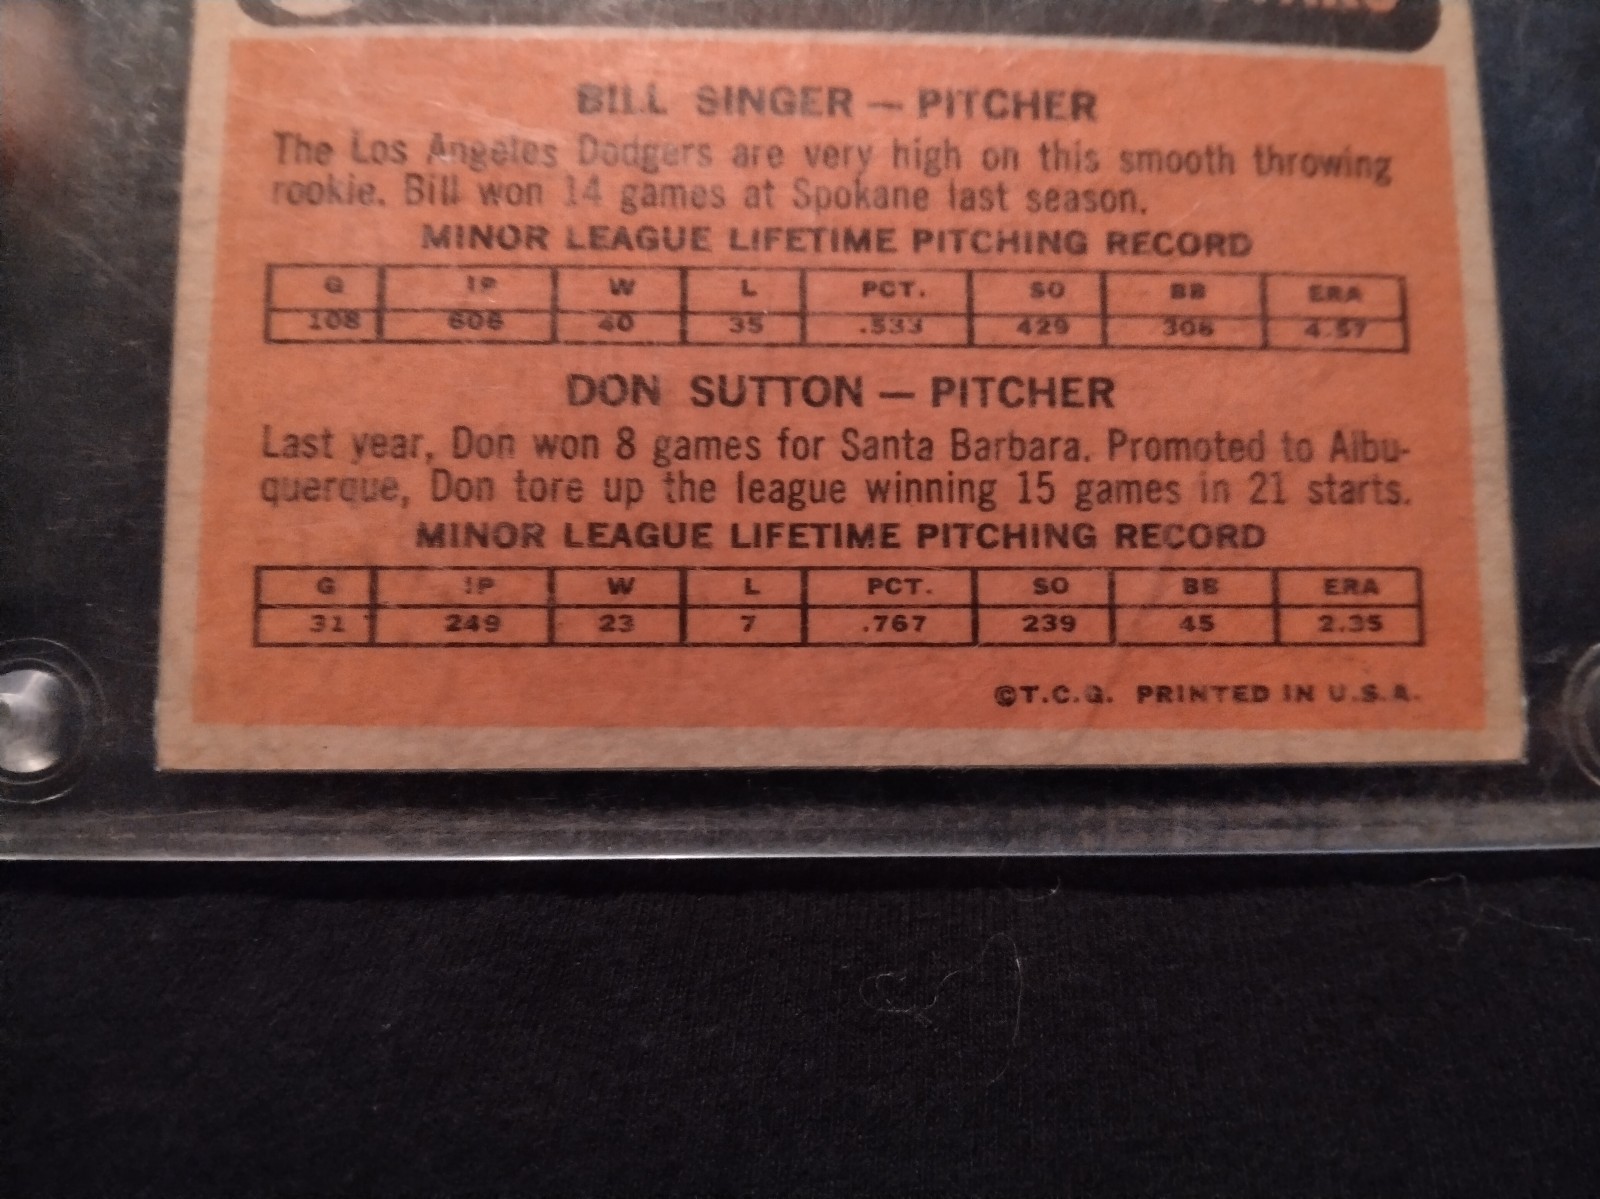 BILL SINGER — PITCHER
The Los Angeles Dodgers are very high on this smooth throwing
rookie. Bill won 14 games at Spokane last season.
MINOR LEAGUE LIFETIME PITCHING RECORD
G IP W L PCT. SO BB ERA
108 606 40 35 .533 429 306 4.57
DON SUTTON — PITCHER
Last year, Don won 8 games for Santa Barbara. Promoted to Albu-
querque, Don tore up the league winning 15 games in 21 starts.
MINOR LEAGUE LIFETIME PITCHING RECORD
G IP W L PCT. SO BB ERA
31 249 23 7 .767 239 45 2.35
©T.C.G. PRINTED IN U.S.A.